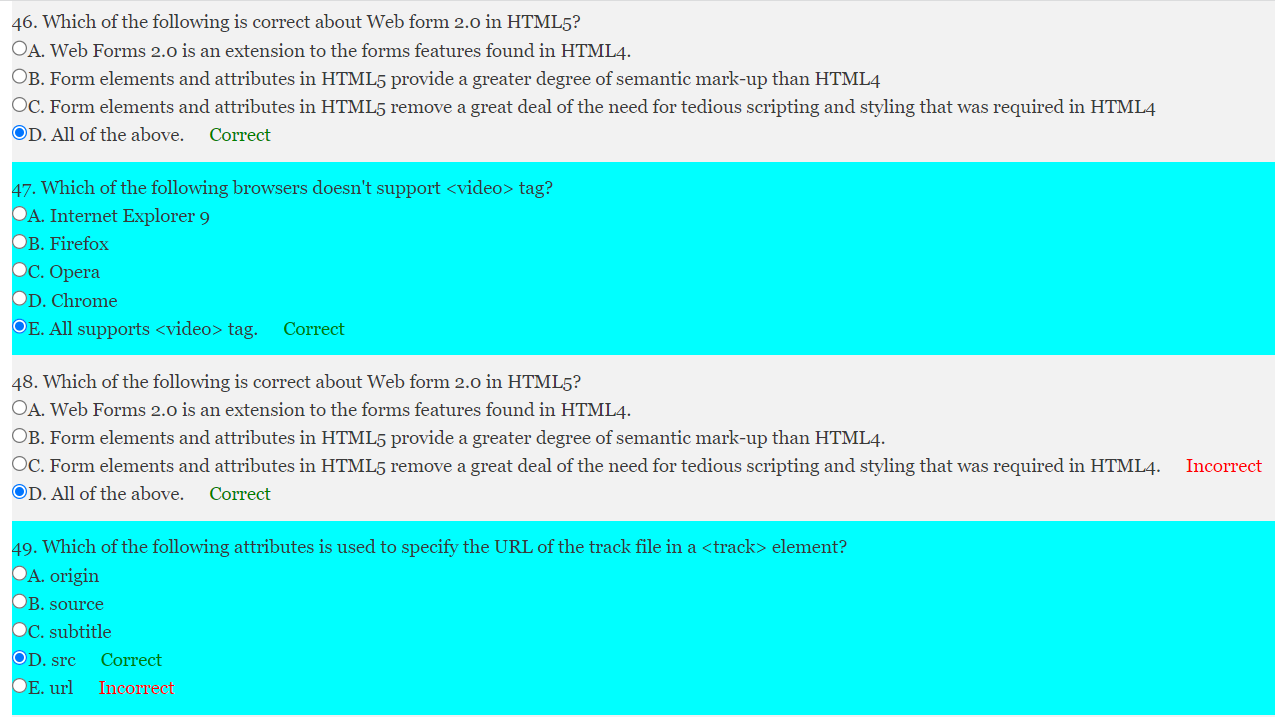 46. Which of the following is correct about Web form 2.0 in HTML5?
A. Web Forms 2.0 is an extension to the forms features found in HTML4.
B. Form elements and attributes in HTML5 provide a greater degree of semantic mark-up than HTML4
C. Form elements and attributes in HTML5 remove a great deal of the need for tedious scripting and styling that was required in HTML4
D. All of the above. Correct
47. Which of the following browsers doesn't support <video> tag?
A. Internet Explorer 9
B. Firefox
C. Opera
D. Chrome
E. All supports <video> tag. Correct
48. Which of the following is correct about Web form 2.0 in HTML5?
A. Web Forms 2.0 is an extension to the forms features found in HTML4.
B. Form elements and attributes in HTML5 provide a greater degree of semantic mark-up than HTML4.
C. Form elements and attributes in HTML5 remove a great deal of the need for tedious scripting and styling that was required in HTML4. Incorrect
D. All of the above. Correct
49. Which of the following attributes is used to specify the URL of the track file in a <track> element?
A. origin
B. source
C. subtitle
D. src Correct
E. url Incorrect